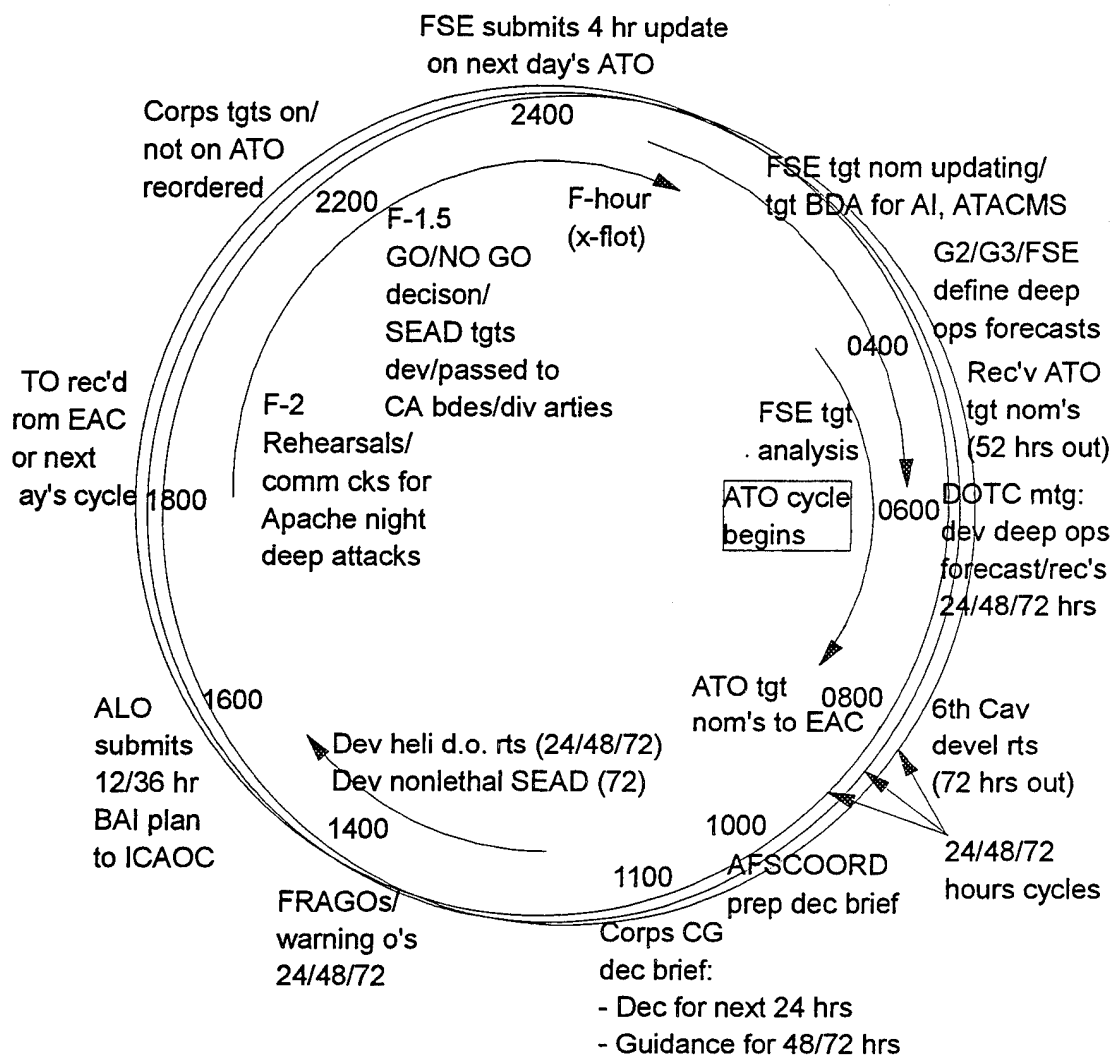 FSE submits 4 hr update
on next day's ATO
2400
Corps tgts on/
not on ATO
reordered
2200
F-hour
(x-flot)
FSE tgt nom updating/
tgt BDA for AI, ATACMS
F-1.5
GO/NO GO
decison/
SEAD tgts
dev/passed to
CA bdes/div arties
G2/G3/FSE
define deep
ops forecasts
0400
Rec'v ATO
tgt nom's
(52 hrs out)
TO rec'd
rom EAC
or next
ay's cycle
1800
F-2
Rehearsals/
comm cks for
Apache night
deep attacks
FSE tgt
analysis
ATO cycle
begins
0600
DOTC mtg:
dev deep ops
forecast/rec's
24/48/72 hrs
ATO tgt
nom's to EAC
0800
6th Cav
devel rts
(72 hrs out)
1600
ALO
submits
12/36 hr
BAI plan
to ICAOC
Dev heli d.o. rts (24/48/72)
Dev nonlethal SEAD (72)
1400
1000
24/48/72
hours cycles
1100
AFSCOORD
prep dec brief
FRAGOs/
warning o's
24/48/72
Corps CG
dec brief:
- Dec for next 24 hrs
- Guidance for 48/72 hrs